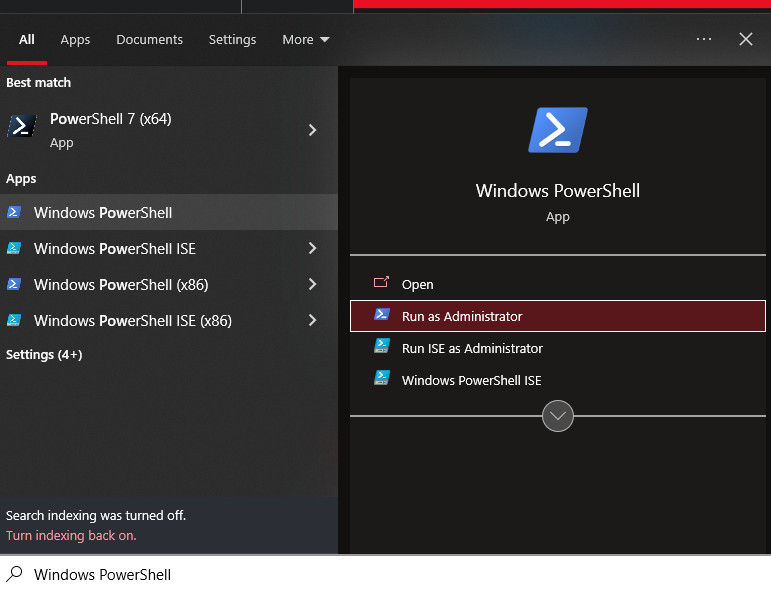 All Apps Documents Settings More
Best match
PowerShell 7 (x64)
App
Apps
Windows PowerShell
Windows PowerShell ISE
Windows PowerShell (x86)
Windows PowerShell ISE (x86)
Settings (4+)
Search indexing was turned off.
Turn indexing back on.
Windows PowerShell
App
Open
Run as Administrator
Run ISE as Administrator
Windows PowerShell ISE
Windows PowerShell